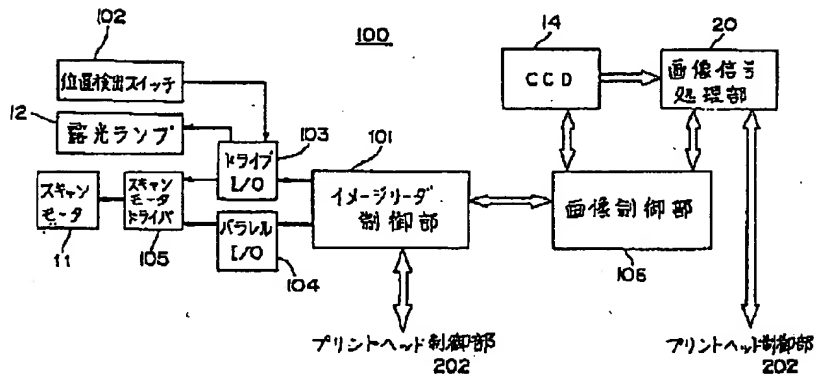 100
102
位置検出スイッチ
12
露光ランプ
103
ドライブ
I/O
スキャン
モータ
11
スキャン
モータ
ドライバ
105
パラレル
I/O
104
101
イメージリーダ
制御部
14
CCD
20
画像信号
処理部
画像制御部
106
プリントヘッド制御部
202
プリントヘッド制御部
202